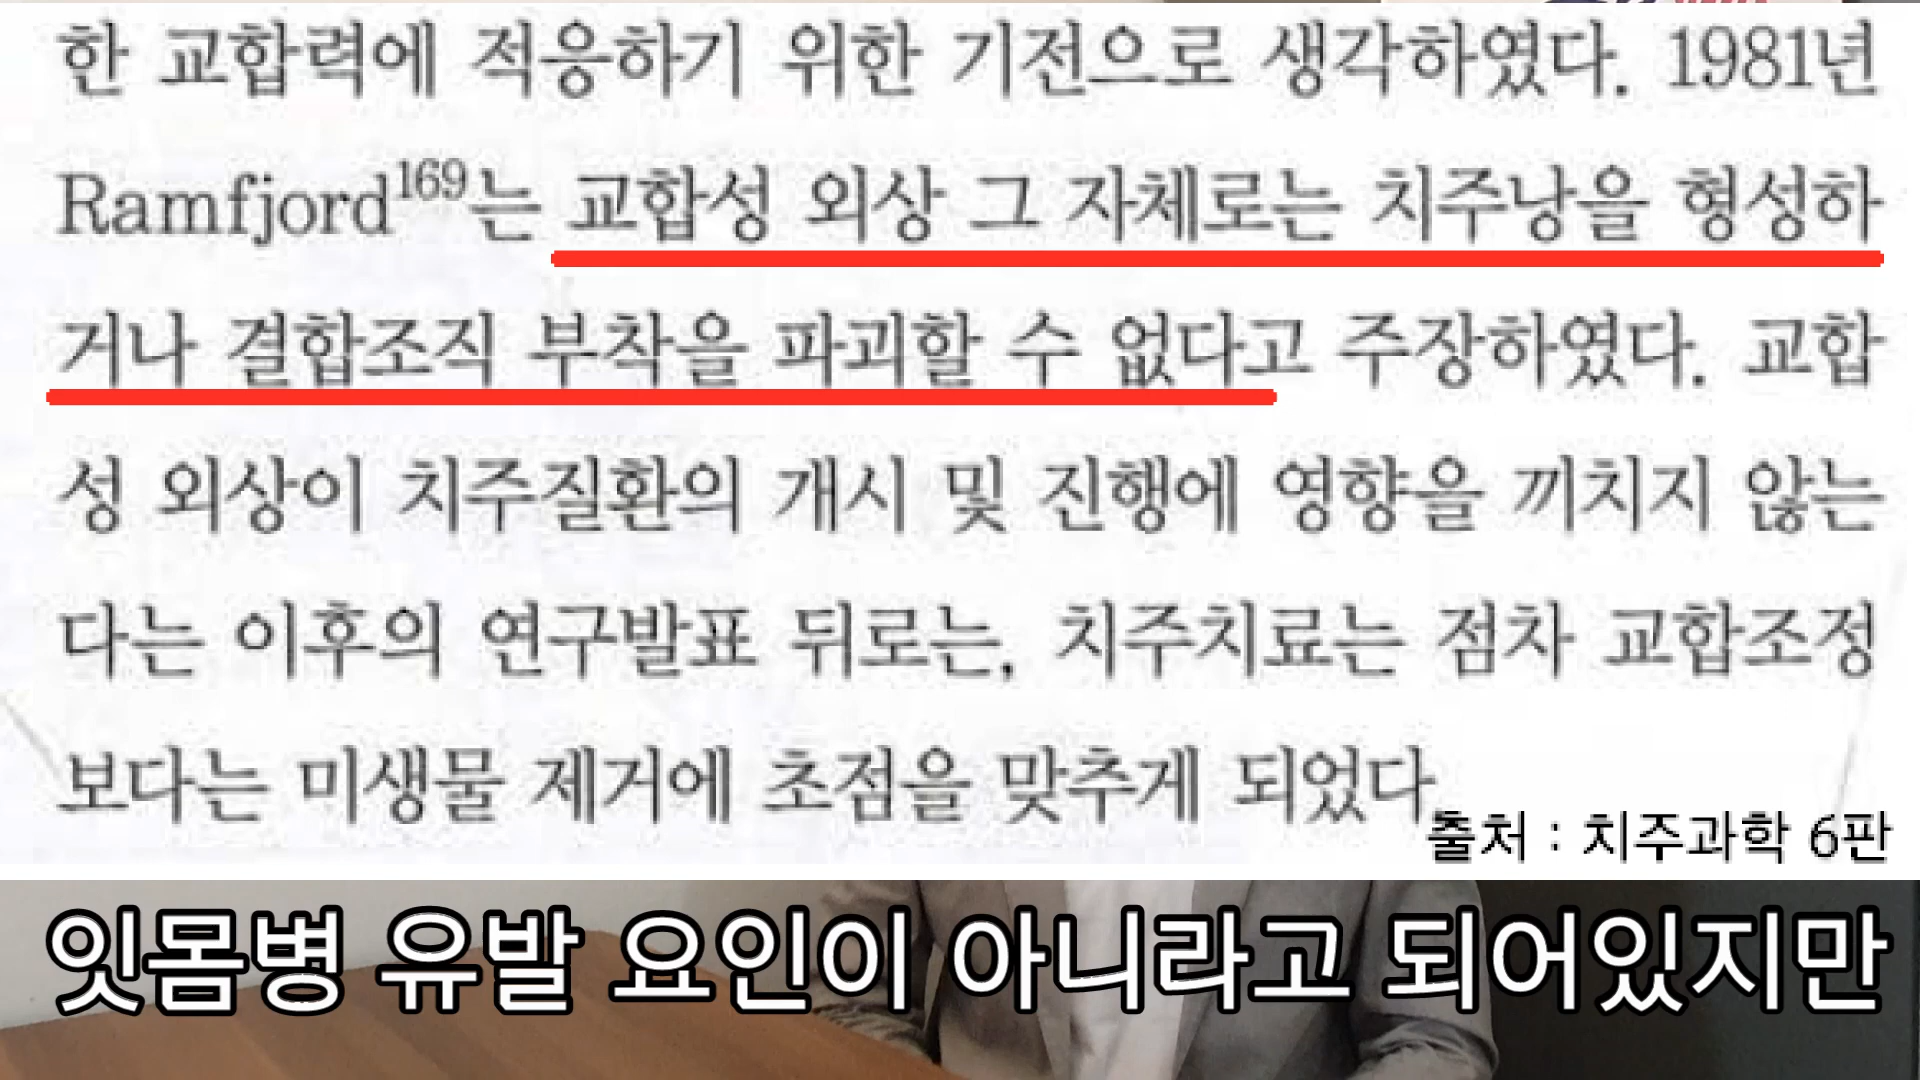 한 교합력에 적응하기 위한 기전으로 생각하였다. 1981년
Ramfjord169는 교합성 외상 그 자체로는 치주낭을 형성하
거나 결합조직 부착을 파괴할 수 없다고 주장하였다. 교합
성 외상이 치주질환의 개시 및 진행에 영향을 끼치지 않는
다는 이후의 연구발표 뒤로는, 치주치료는 점차 교합조정
보다는 미생물 제거에 초점을 맞추게 되었다
출처 : 치주과학 6판
잇몸병 유발 요인이 아니라고 되어있지만